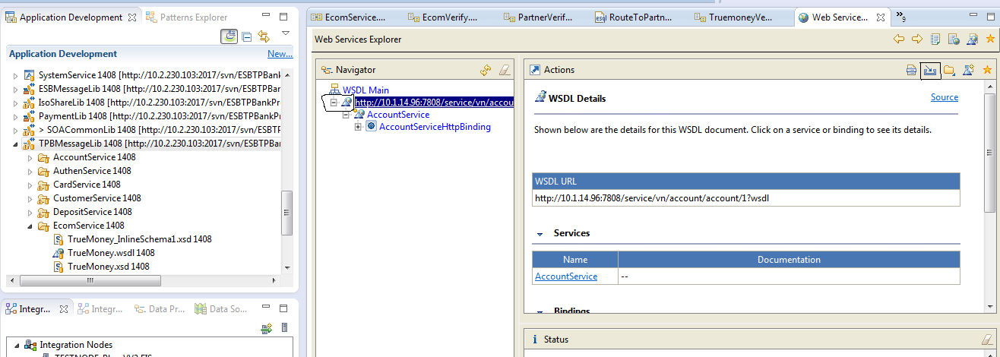 Application Development
Patterns Explorer
Application Development
New...
SystemService 1408 [http://10.2.230.103:2017/svn/ESBTPBank
ESBMessageLib 1408 [http://10.2.230.103:2017/svn/ESBTPBan
IsoShareLib 1408 [http://10.2.230.103:2017/svn/ESBTPBankPr
PaymentLib 1408 [http://10.2.230.103:2017/svn/ESBTPBankPro
> SOACommonLib 1408 [http://10.2.230.103:2017/svn/ESBTPB
TPBMessageLib 1408 [http://10.2.230.103:2017/svn/ESBTPBa
AccountService 1408
AuthenService 1408
CardService 1408
CustomerService 1408
DepositService 1408
EcomService 1408
TrueMoney_InlineSchema1.xsd 1408
TrueMoney.wsdl 1408
TrueMoney.xsd 1408
Integr...
Integr...
Data Pr...
Data So...
Integration Nodes
EcomService....
EcomVerify....
PartnerVerif...
RouteToPartn...
TruemoneyVe...
Web Service...
9
Web Services Explorer
Navigator
WSDL Main
http://10.1.14.96:7808/service/vn/accou
AccountService
AccountServiceHttpBinding
Actions
WSDL Details
Source
Shown below are the details for this WSDL document. Click on a service or binding to see its details.
WSDL URL
http://10.1.14.96:7808/service/vn/account/account/1?wsdl
Services
Name Documentation
AccountService --
Bindings
Status